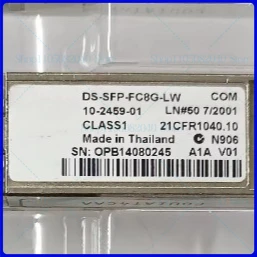 DS-SFP-FC8G-LW COM
10-2459-01 LN#50 7/2001
CLASS1 21CFR1040.10
Made in Thailand N906
SN: OPB14080245 A1A V01